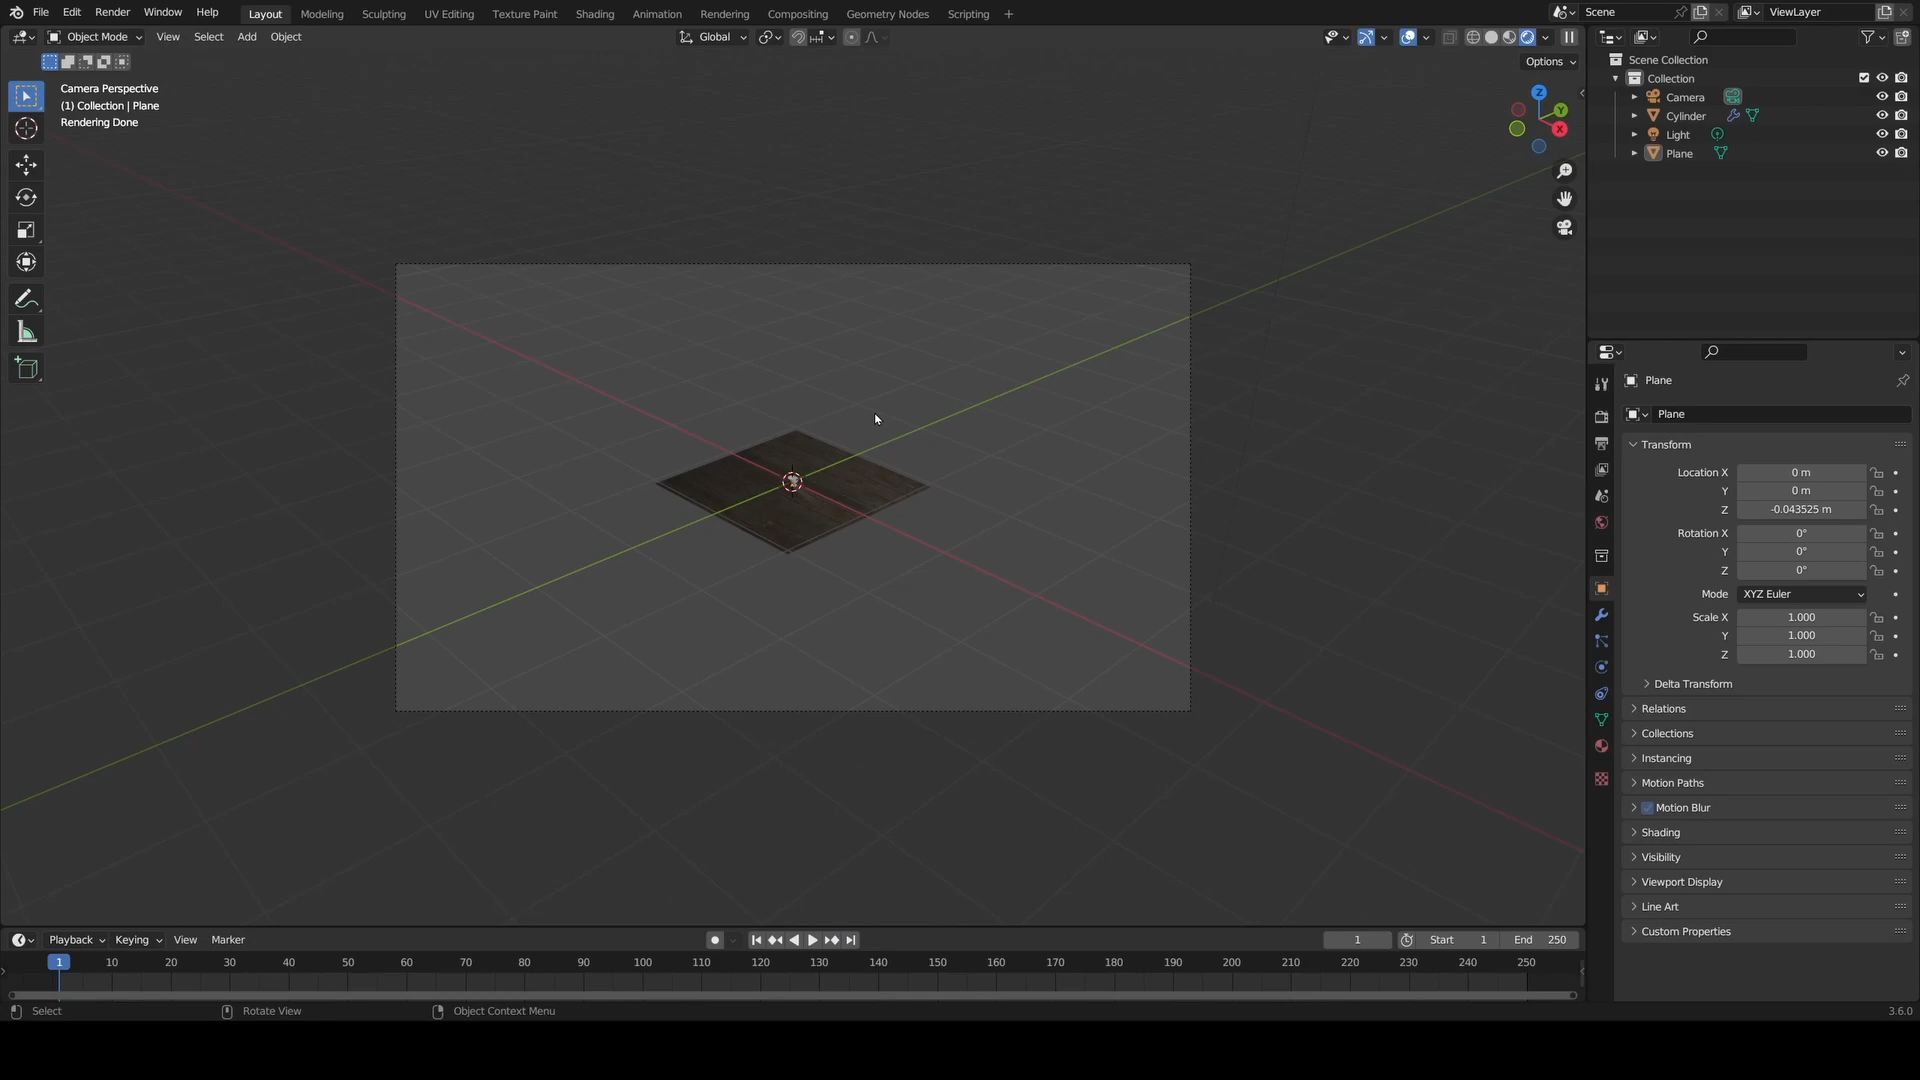 File Edit Render Window Help Layout Modeling Sculpting UV Editing Texture Paint Shading Animation Rendering Compositing Geometry Nodes Scripting + Scene ViewLayer
Object Mode View Select Add Object Global
Options
Camera Perspective
(1) Collection | Plane
Rendering Done
Z
Y
X
Scene Collection
Collection
Camera
Cylinder
Light
Plane
Plane
Plane
Transform
Location X 0 m
Y 0 m
Z -0.043525 m
Rotation X 0°
Y 0°
Z 0°
Mode XYZ Euler
Scale X 1.000
Y 1.000
Z 1.000
Delta Transform
Relations
Collections
Instancing
Motion Paths
Motion Blur
Shading
Visibility
Viewport Display
Line Art
Custom Properties
Playback Keying View Marker 1 Start 1 End 250
1 10 20 30 40 50 60 70 80 90 100 110 120 130 140 150 160 170 180 190 200 210 220 230 240 250
Select Rotate View Object Context Menu 3.6.0